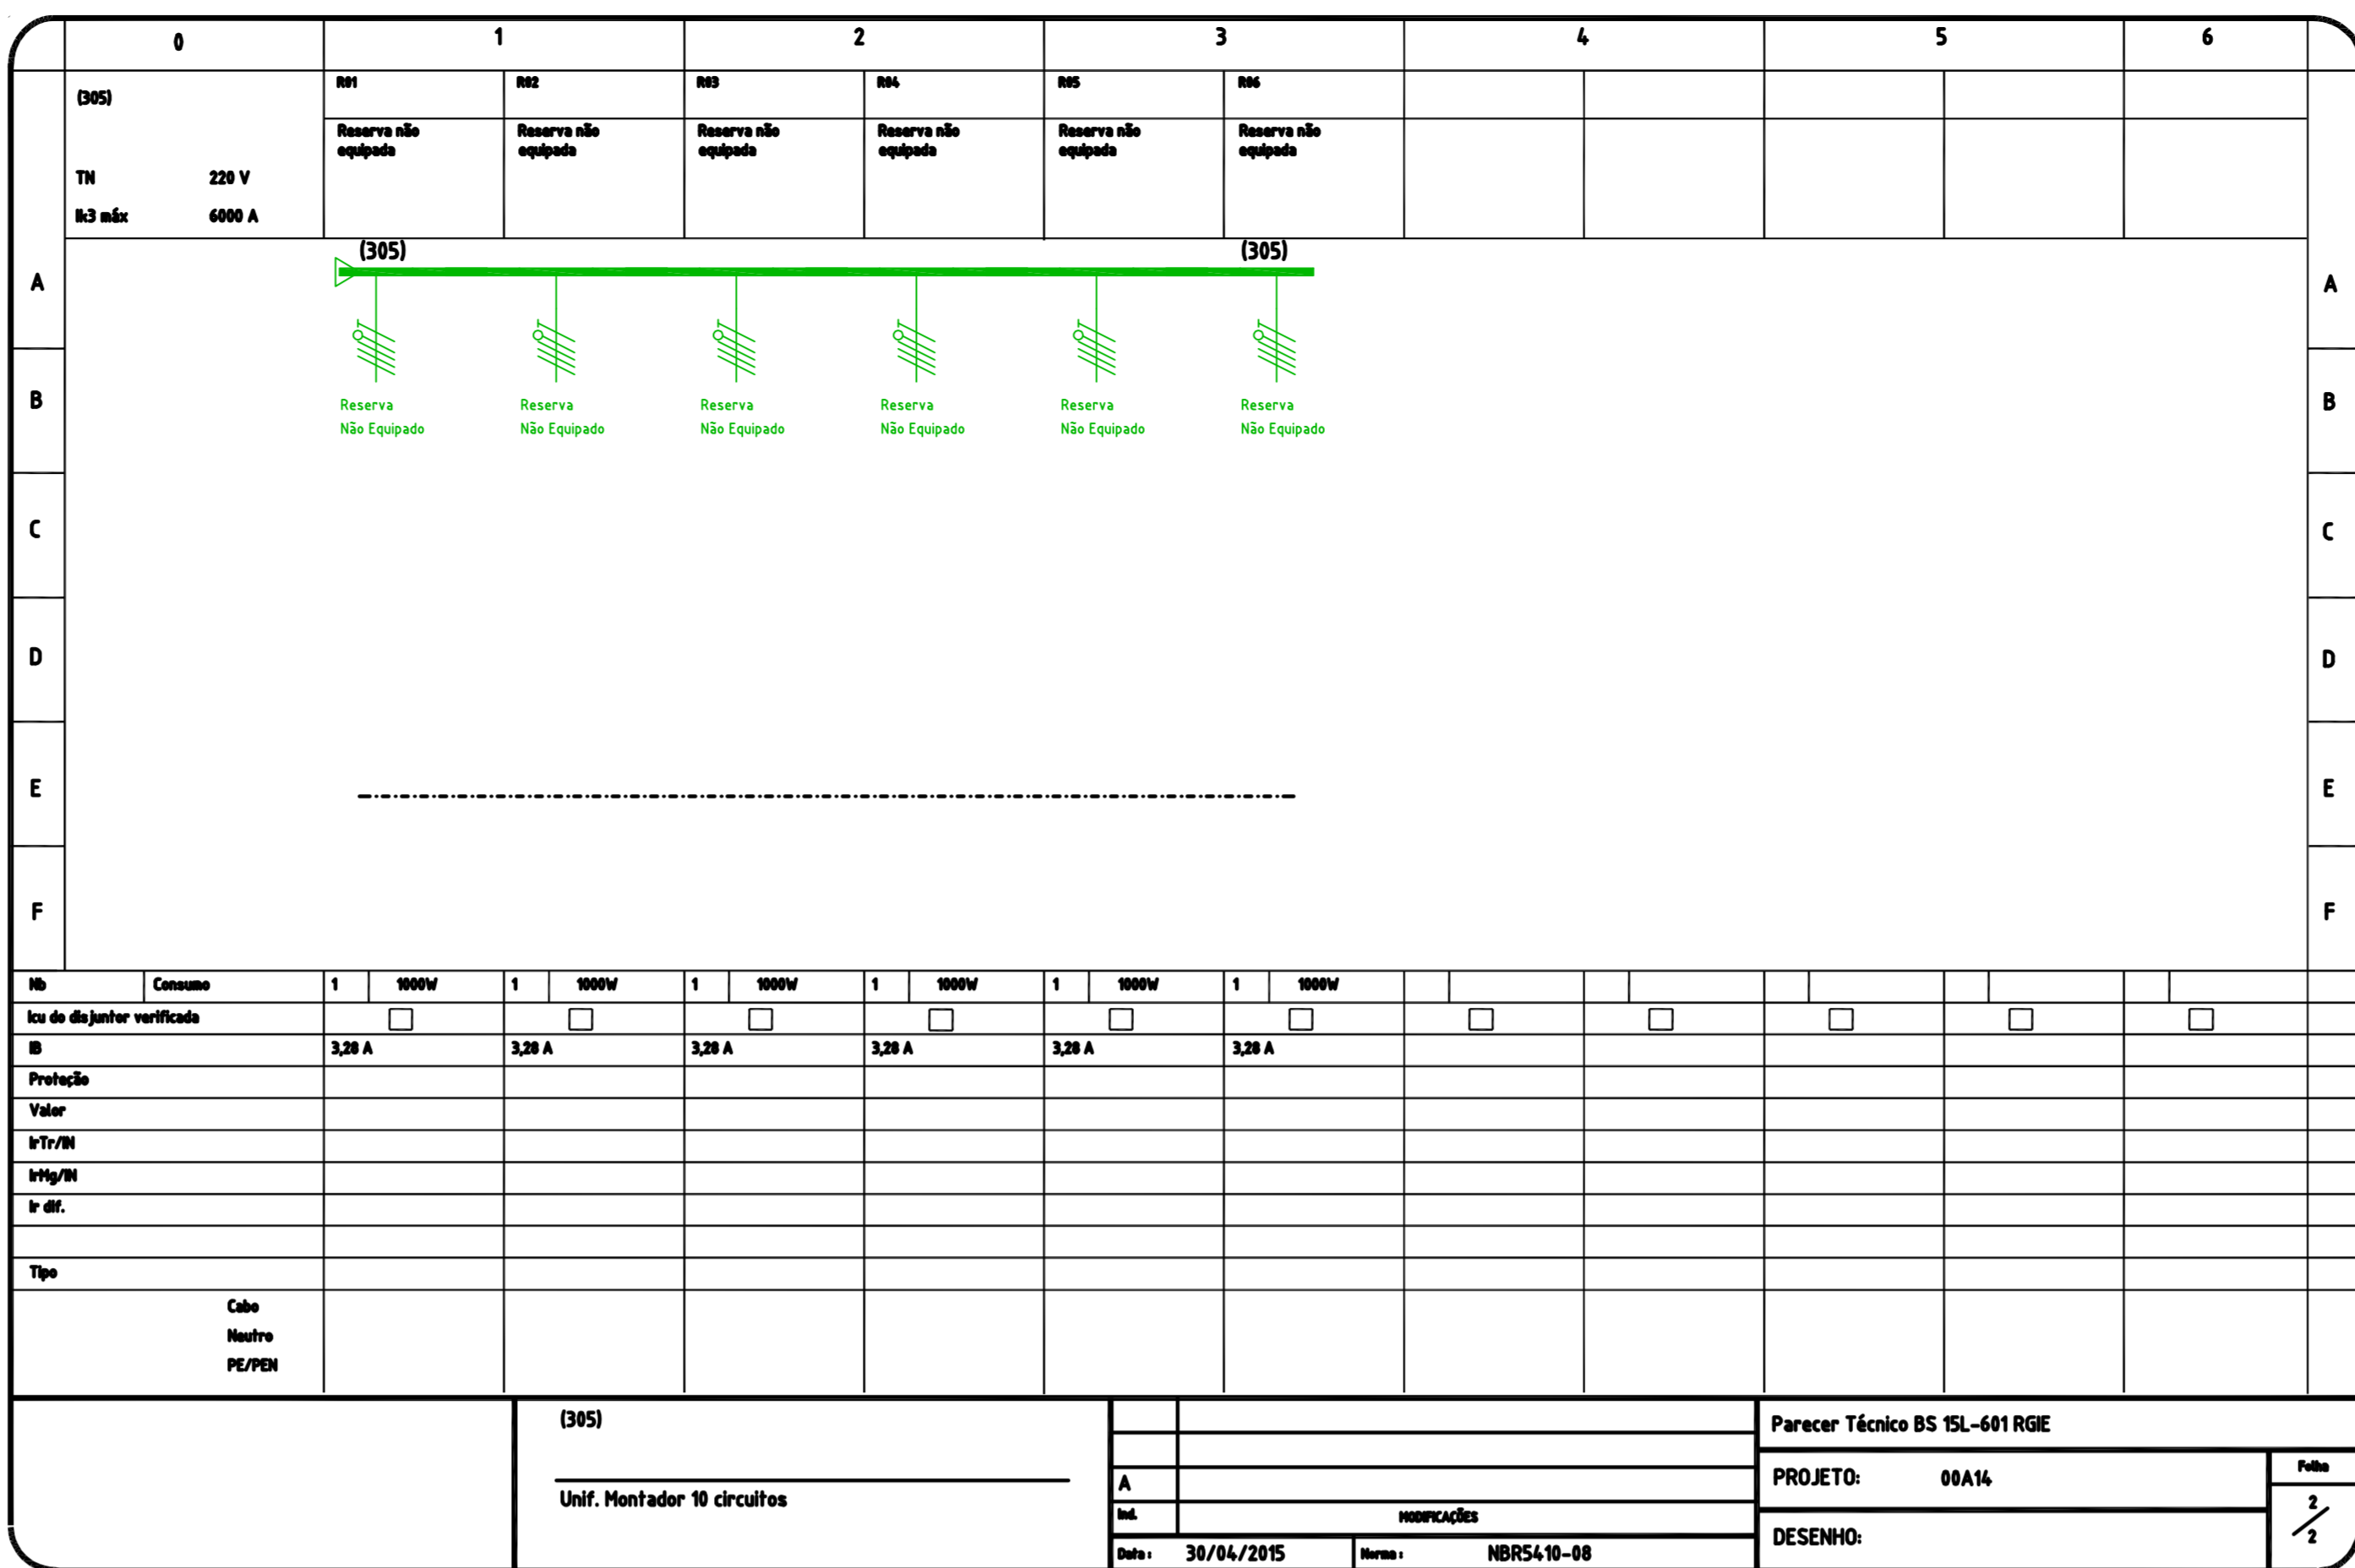 0 1 2 3 4 5 6
(305) R01 R02 R03 R04 R05 R06
Reserva não Reserva não Reserva não Reserva não Reserva não Reserva não
equipada equipada equipada equipada equipada equipada
TN 220 V
Ik3 máx 6000 A
(305) (305)
A A
B B
Reserva Reserva Reserva Reserva Reserva Reserva
Não Equipado Não Equipado Não Equipado Não Equipado Não Equipado Não Equipado
C C
D D
E E
F F
Nb Consumo 1 1000W 1 1000W 1 1000W 1 1000W 1 1000W 1 1000W
Icu do disjuntor verificada
IB 3,28 A 3,28 A 3,28 A 3,28 A 3,28 A 3,28 A
Proteção
Valor
IrTr/IN
IrMg/IN
Ir dif.
Tipo
Cabo
Neutro
PE/PEN
(305)
Unif. Montador 10 circuitos
A
Ind. MODIFICAÇÕES
Data : 30/04/2015 Norma : NBR5410-08
Parecer Técnico BS 15L-601 RGIE
PROJETO: 00A14
DESENHO:
Folha
2
2